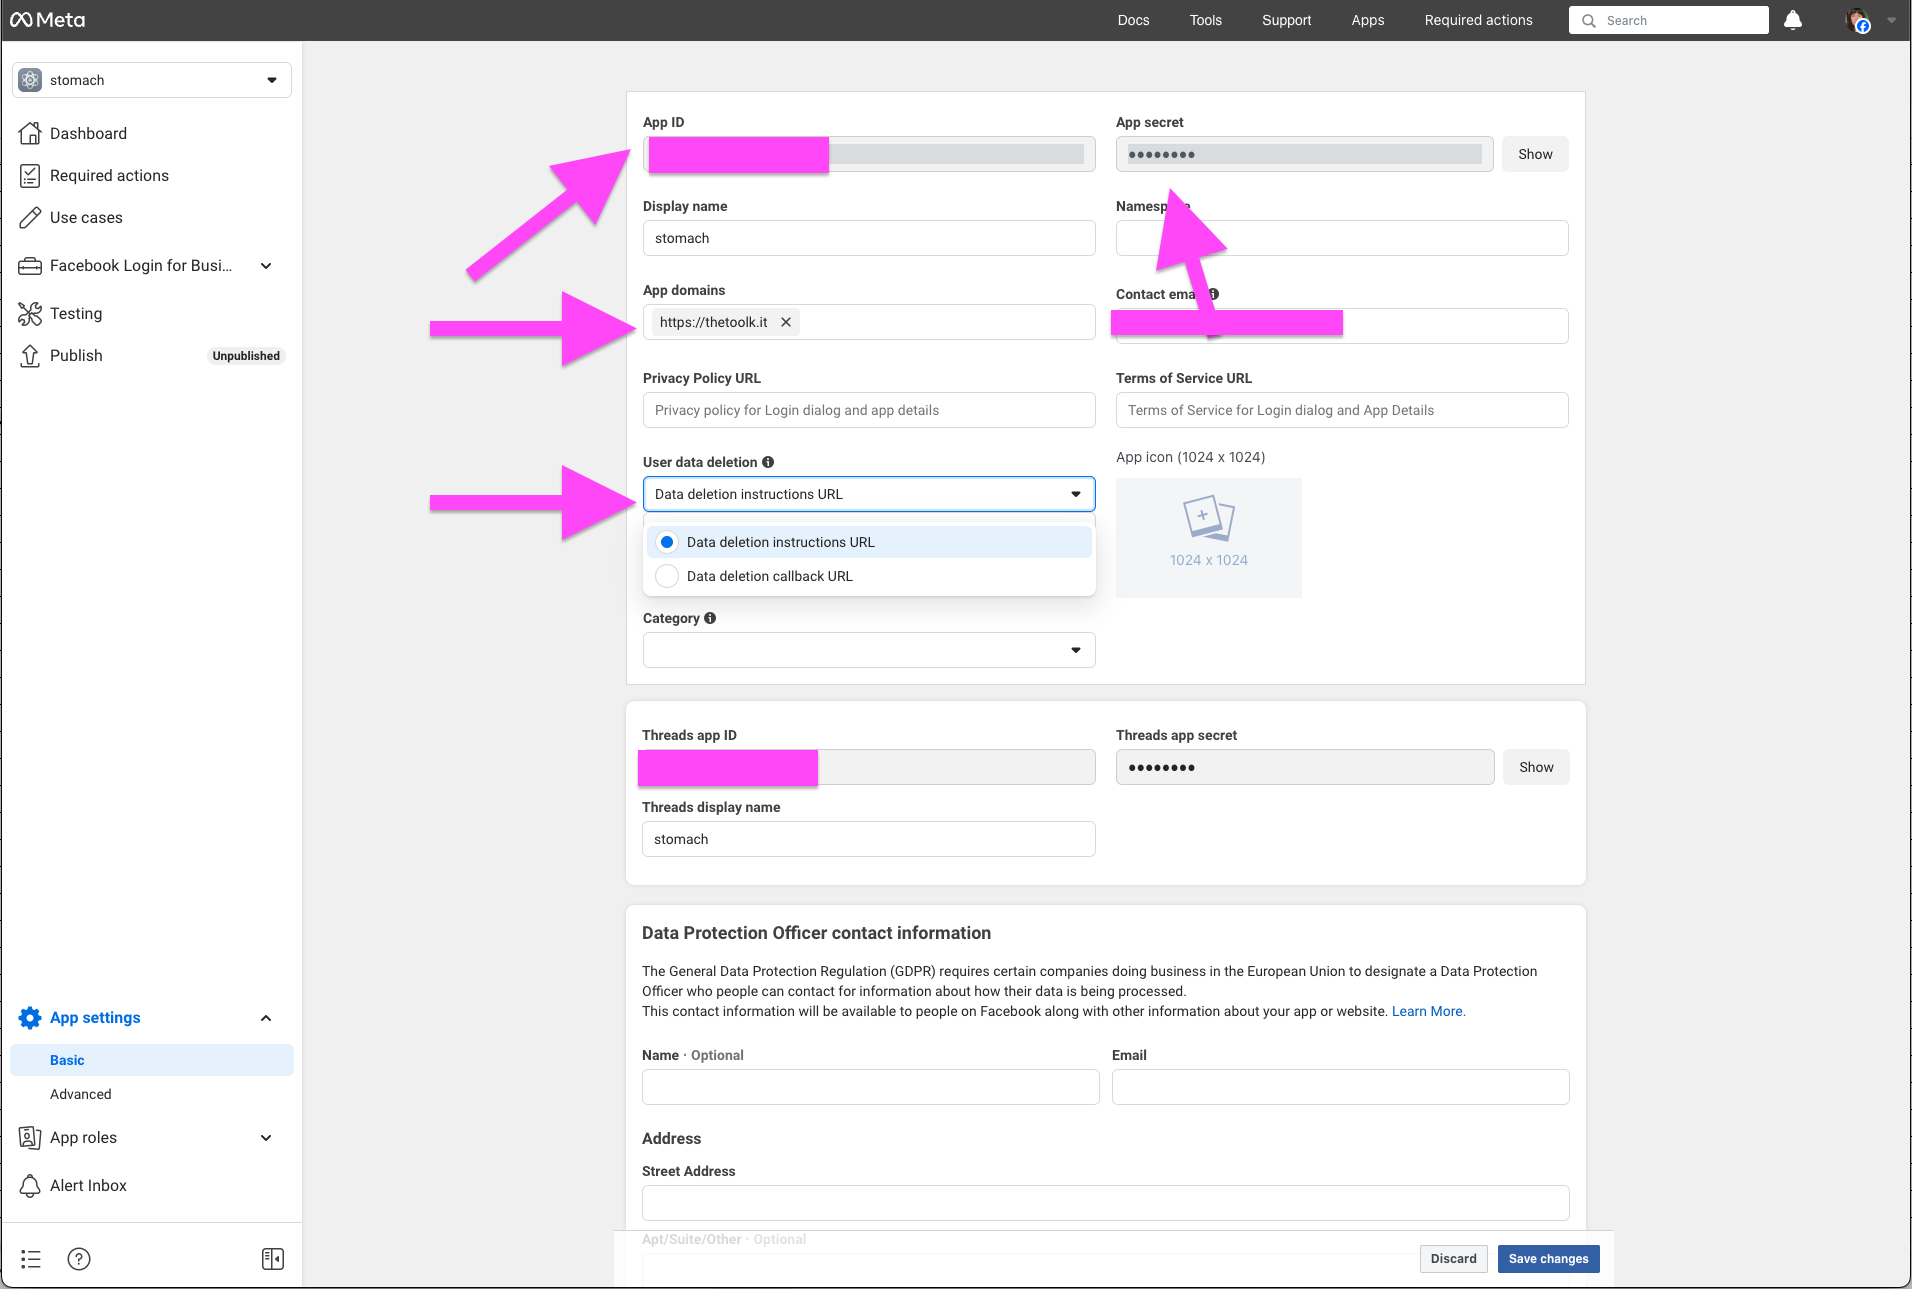 Meta
Docs
Tools
Support
Apps
Required actions
Search
stomach
Dashboard
Required actions
Use cases
Facebook Login for Busi...
Testing
Publish
Unpublished
App settings
Basic
Advanced
App roles
Alert Inbox
App ID
App secret
••••••••
Show
Display name
stomach
App domains
https://thetoolk.it
Privacy Policy URL
Terms of Service URL
Privacy policy for Login dialog and app details
Terms of Service for Login dialog and App Details
User data deletion
App icon (1024 x 1024)
Data deletion instructions URL
Data deletion instructions URL
Data deletion callback URL
1024 x 1024
Category
Threads app ID
Threads app secret
••••••••
Show
Threads display name
stomach
Data Protection Officer contact information
The General Data Protection Regulation (GDPR) requires certain companies doing business in the European Union to designate a Data Protection
Officer who people can contact for information about how their data is being processed.
This contact information will be available to people on Facebook along with other information about your app or website. Learn More.
Name · Optional
Email
Address
Street Address
Apt/Suite/Other · Optional
Discard
Save changes